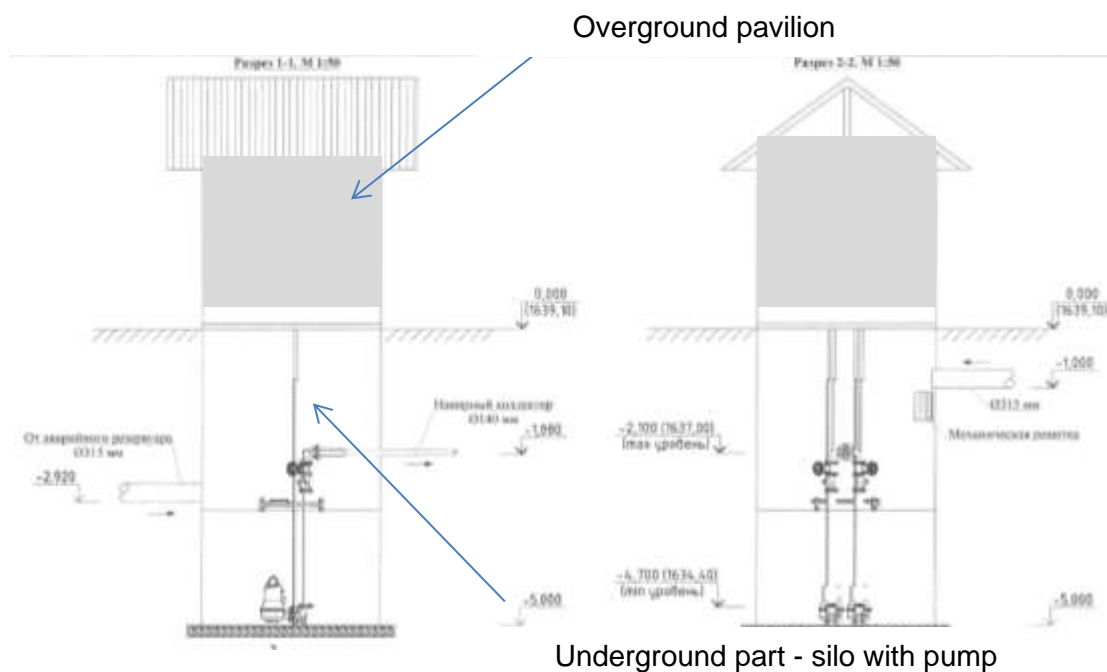 Overground pavilion
Разрез 1-1, М 1:50
Разрез 2-2, М 1:50
0,000
(1639,10)
0,000
(1639,10)
-1,000
Ø315 мм
Механическая решетка
Напорный коллектор
Ø140 мм
От аварийного резервуара
Ø315 мм
-2,920
-2,100 (1637,00)
(max уровень)
-4,700 (1634,40)
(min уровень)
-5,000
-5,000
Underground part - silo with pump